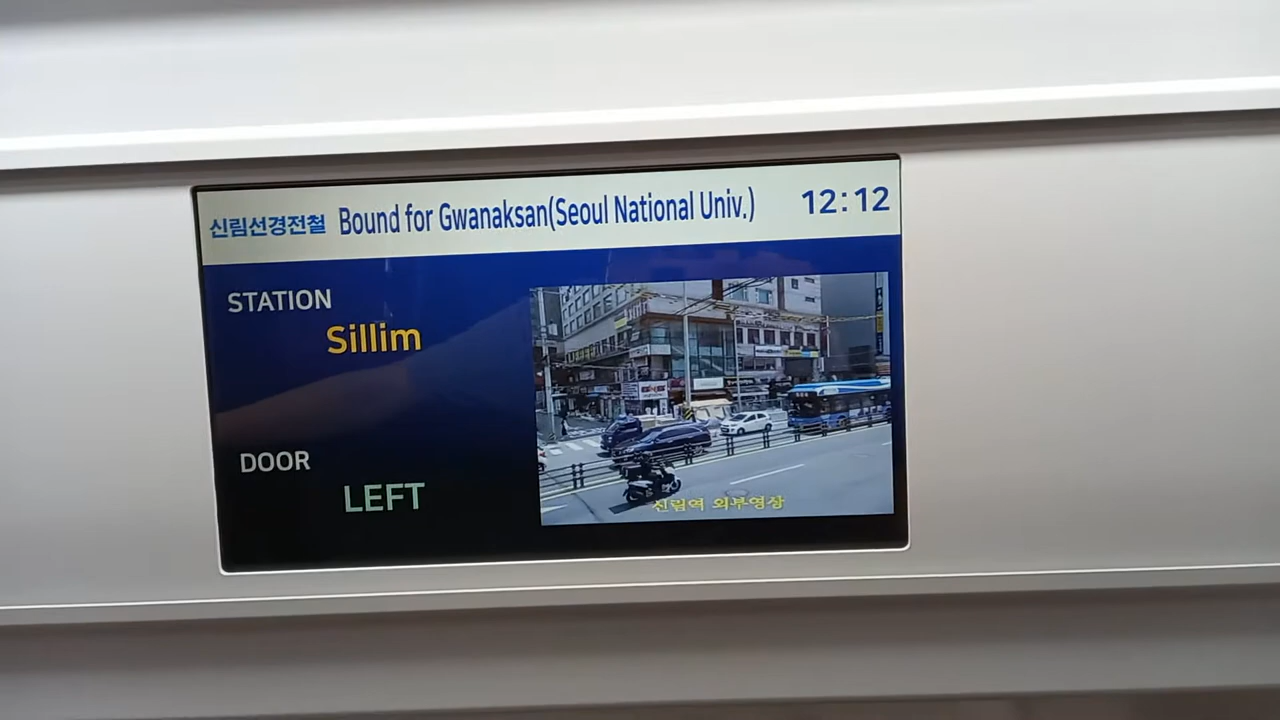 신림선경전철 Bound for Gwanaksan(Seoul National Univ.) 12:12
STATION
Sillim
DOOR
LEFT
신림역 외부영상